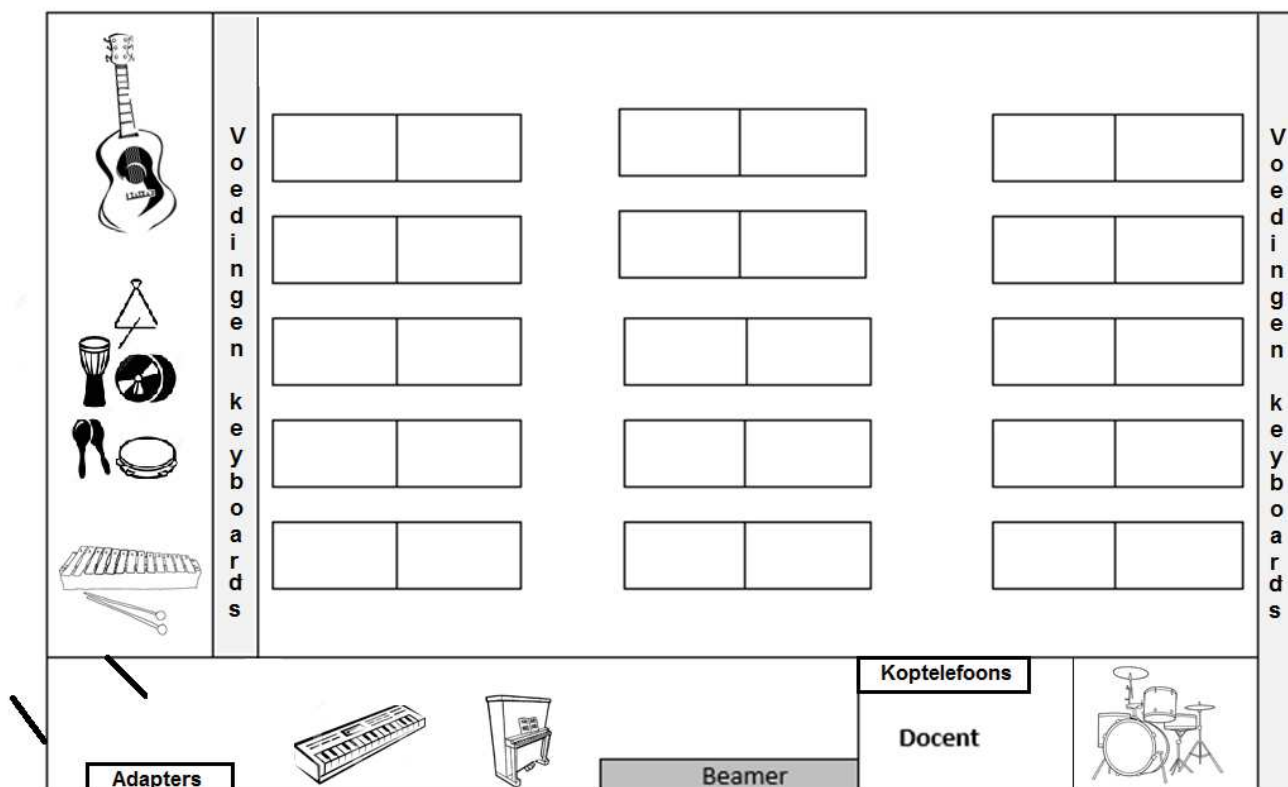 Voedingen keyboards
Voedingen keyboards
Koptelefoons
Docent
Adapters
Beamer